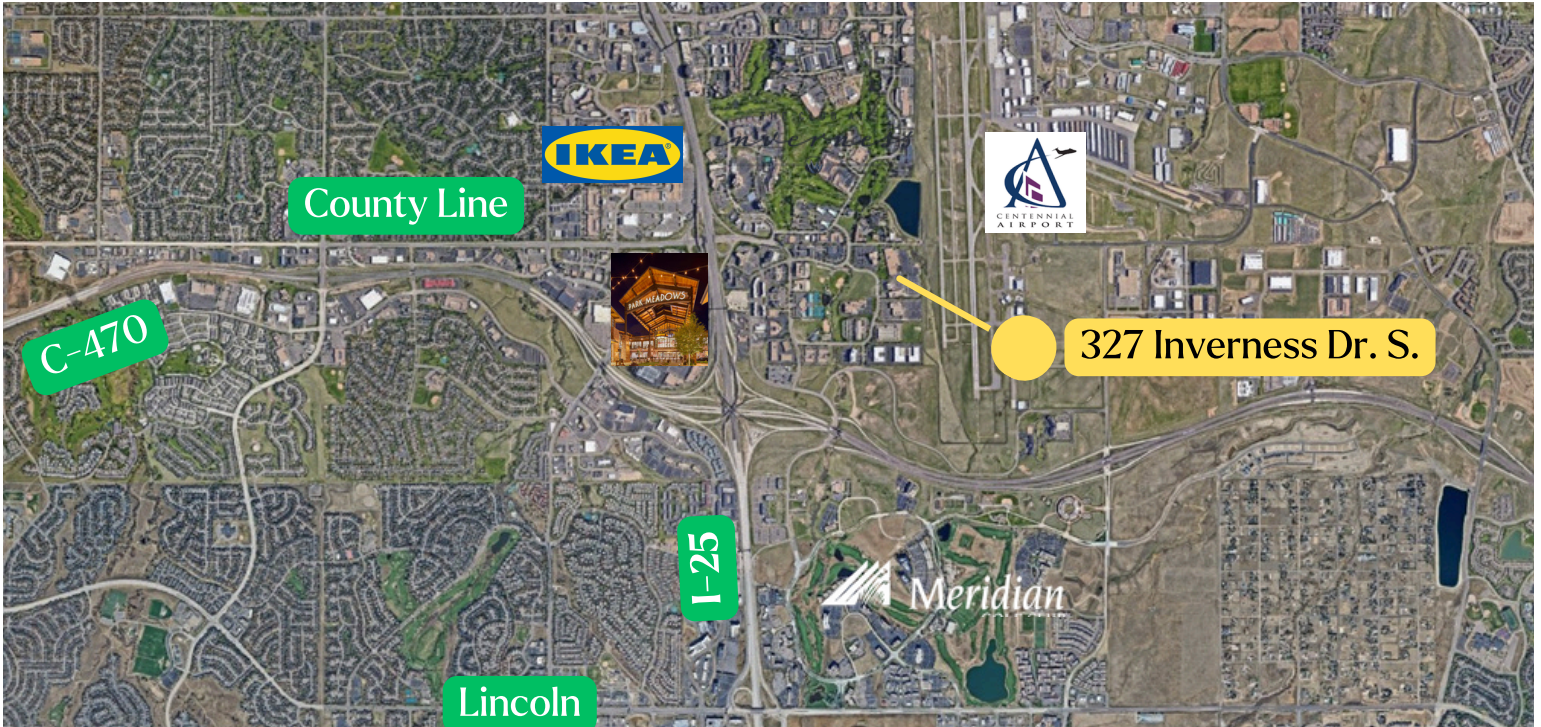 IKEA®
County Line
CENTENNIAL
AIRPORT
PARK MEADOWS
C-470
327 Inverness Dr. S.
I-25
Meridian
Lincoln